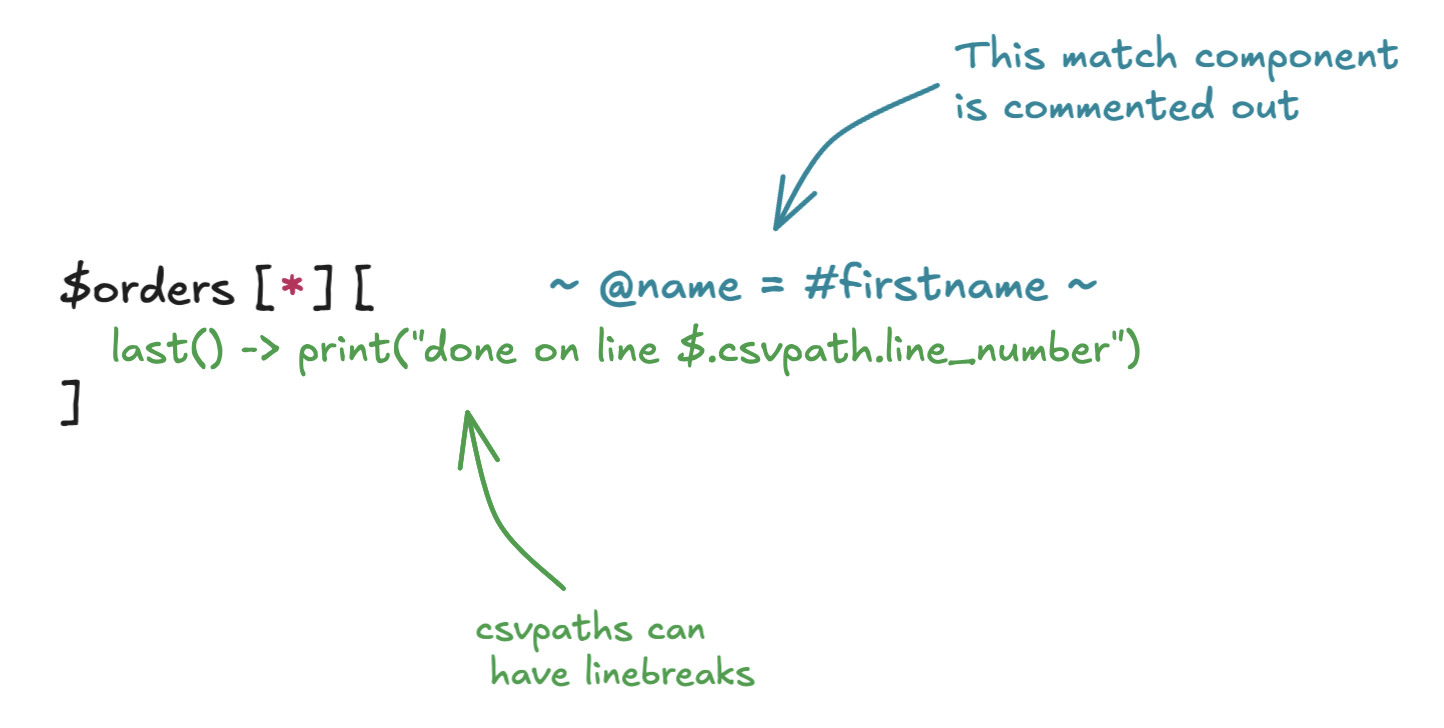 This match component
is commented out
$orders [*] [ ~ @name = #firstname ~
last() -> print("done on line $.csvpath.line_number")
]
csvpaths can
have linebreaks